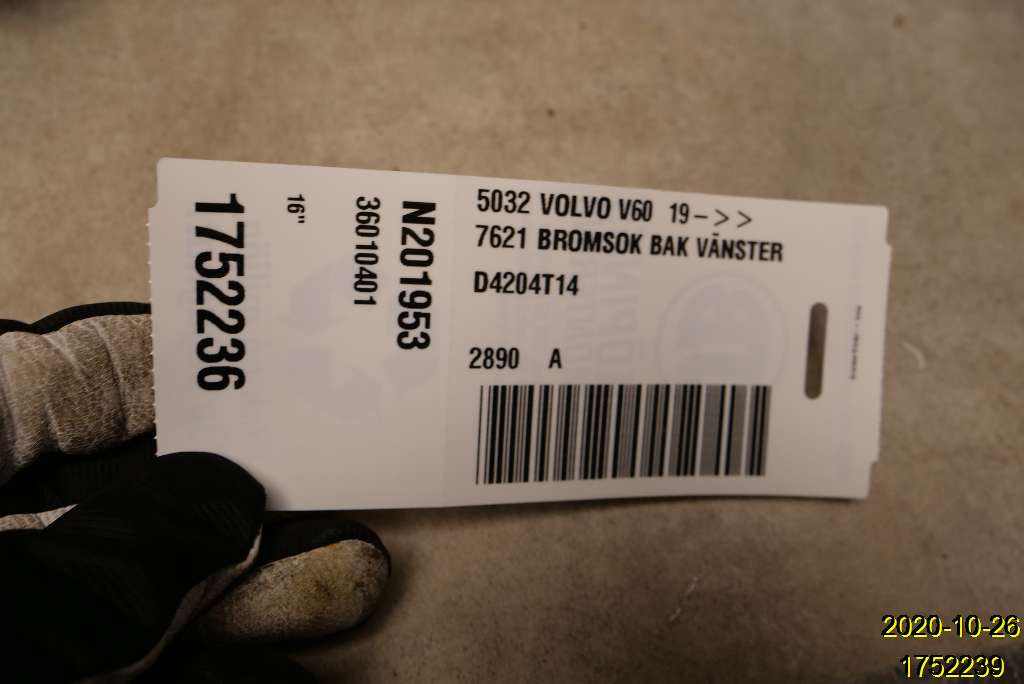 5032 VOLVO V60 19->>
7621 BROMSOK BAK VÄNSTER
D4204T14
2890 A
N201953
36010401
16"
1752236
2020-10-26
1752239